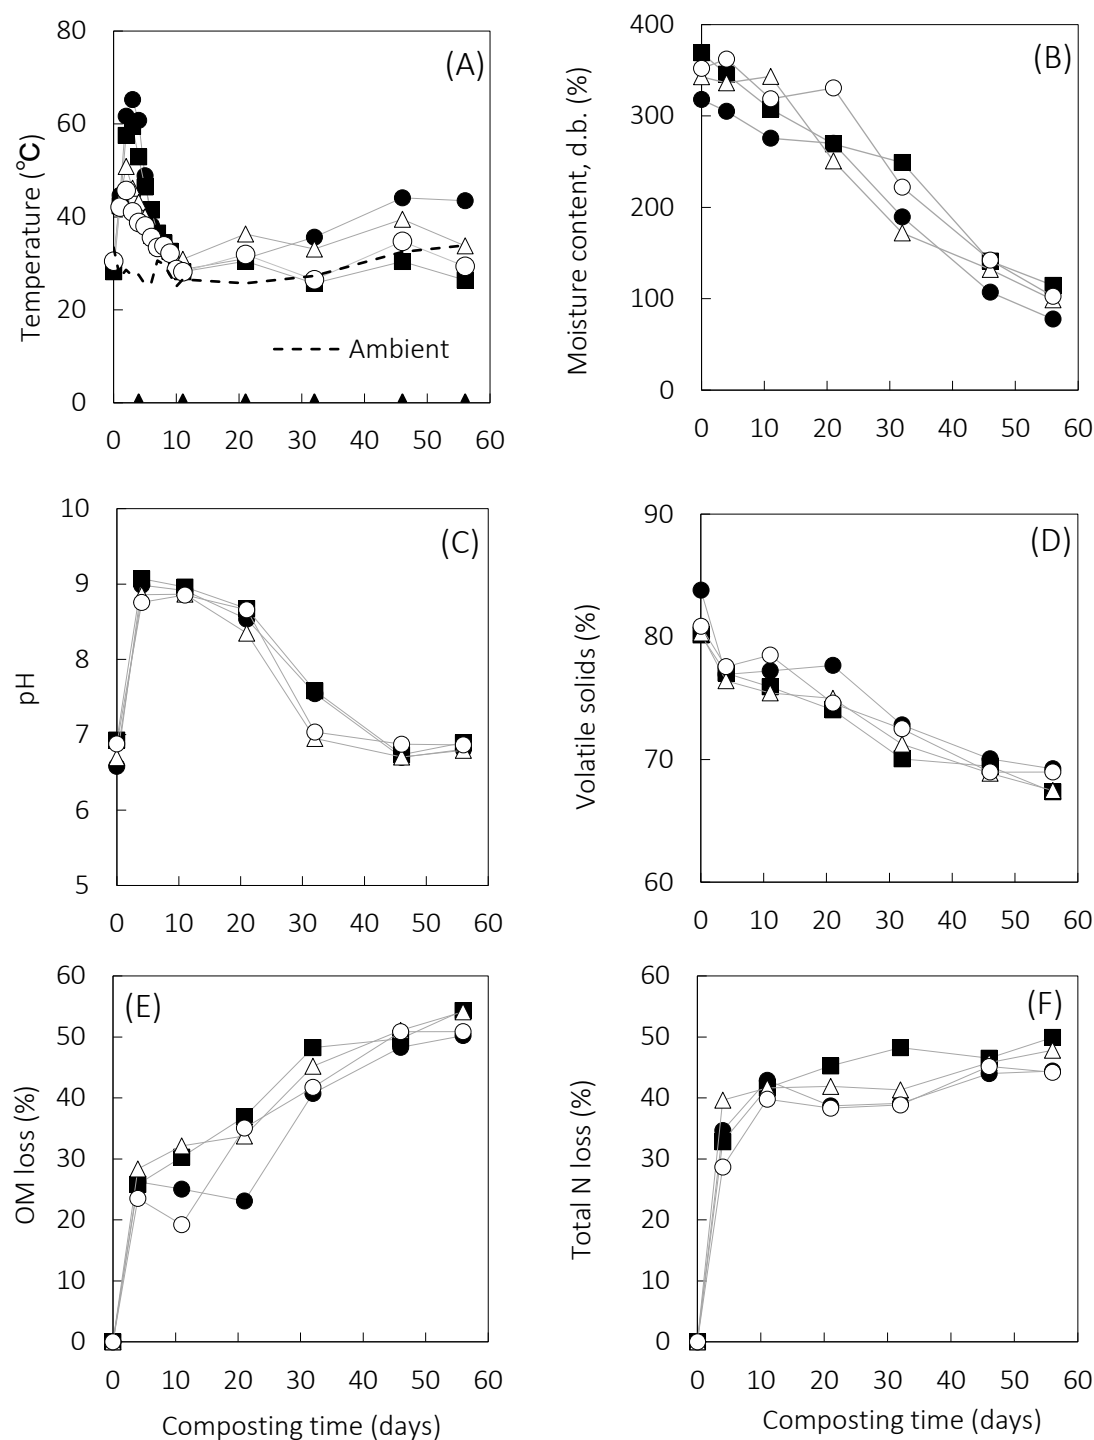 80
60
40
20
0
0 10 20 30 40 50 60
Temperature (℃)
(A)
Ambient
400
300
200
100
0
0 10 20 30 40 50 60
Moisture content, d.b. (%)
(B)
10
9
8
7
6
5
0 10 20 30 40 50 60
pH
(C)
90
80
70
60
0 10 20 30 40 50 60
Volatile solids (%)
(D)
60
50
40
30
20
10
0
0 10 20 30 40 50 60
OM loss (%)
(E)
Composting time (days)
60
50
40
30
20
10
0
0 10 20 30 40 50 60
Total N loss (%)
(F)
Composting time (days)